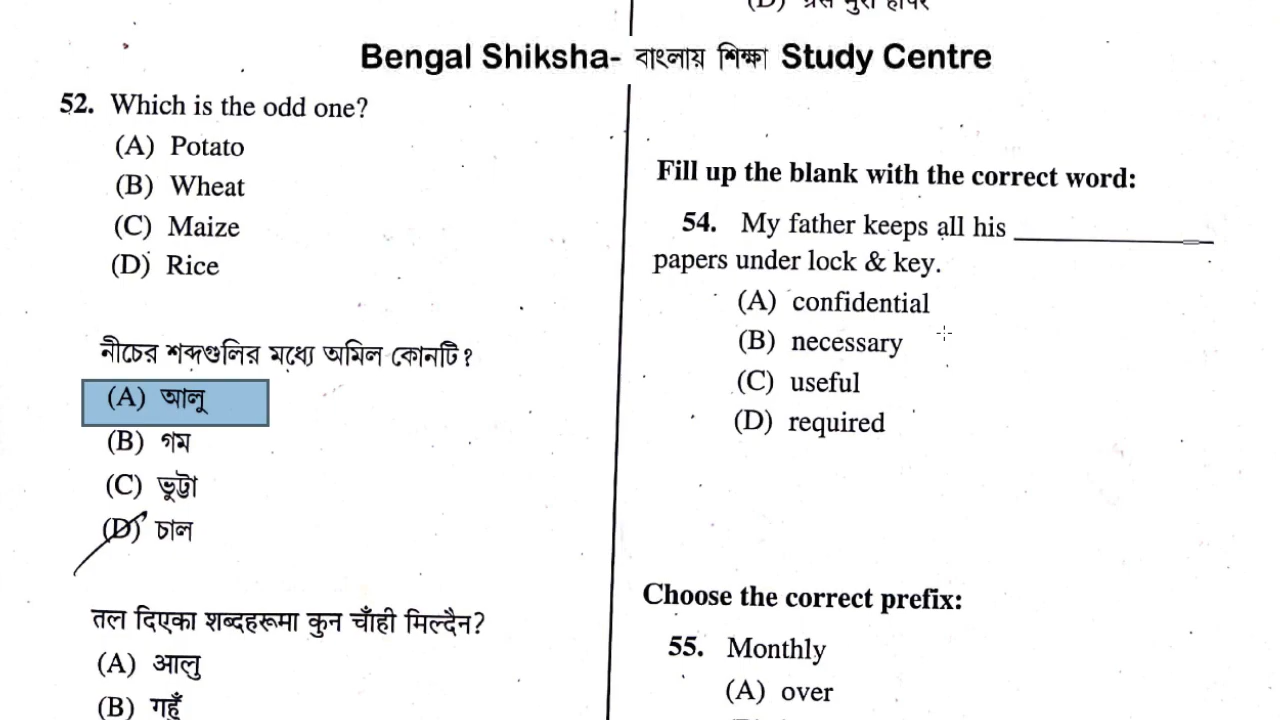 (D) ग्रेस मुरी हापर
Bengal Shiksha- বাংলায় শিক্ষা Study Centre
52. Which is the odd one?
(A) Potato
(B) Wheat
(C) Maize
(D) Rice
নীচের শব্দগুলির মধ্যে অমিল কোনটি?
(A) আলু
(B) গম
(C) ভুট্টা
(D) চাল
तल दिएका शब्दहरूमा कुन चाँही मिल्दैन?
(A) आलु
(B) गहुँ
Fill up the blank with the correct word:
54. My father keeps all his ____________
papers under lock & key.
(A) confidential
(B) necessary
(C) useful
(D) required
Choose the correct prefix:
55. Monthly
(A) over